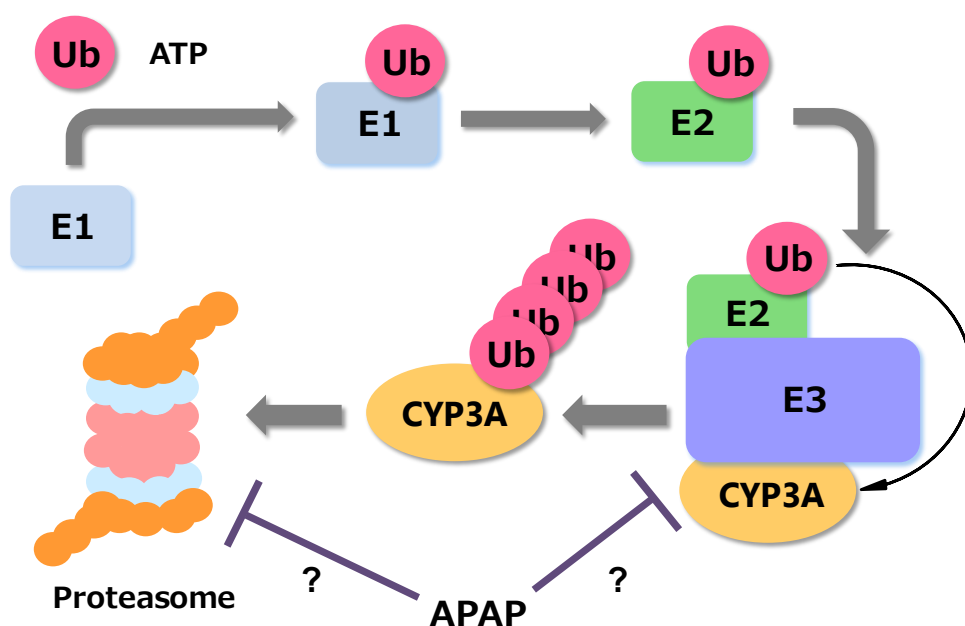 Ub
ATP
Ub
E1
Ub
E2
E1
Ub
E2
E3
CYP3A
Ub
Ub
Ub
Ub
CYP3A
Proteasome
?
APAP
?